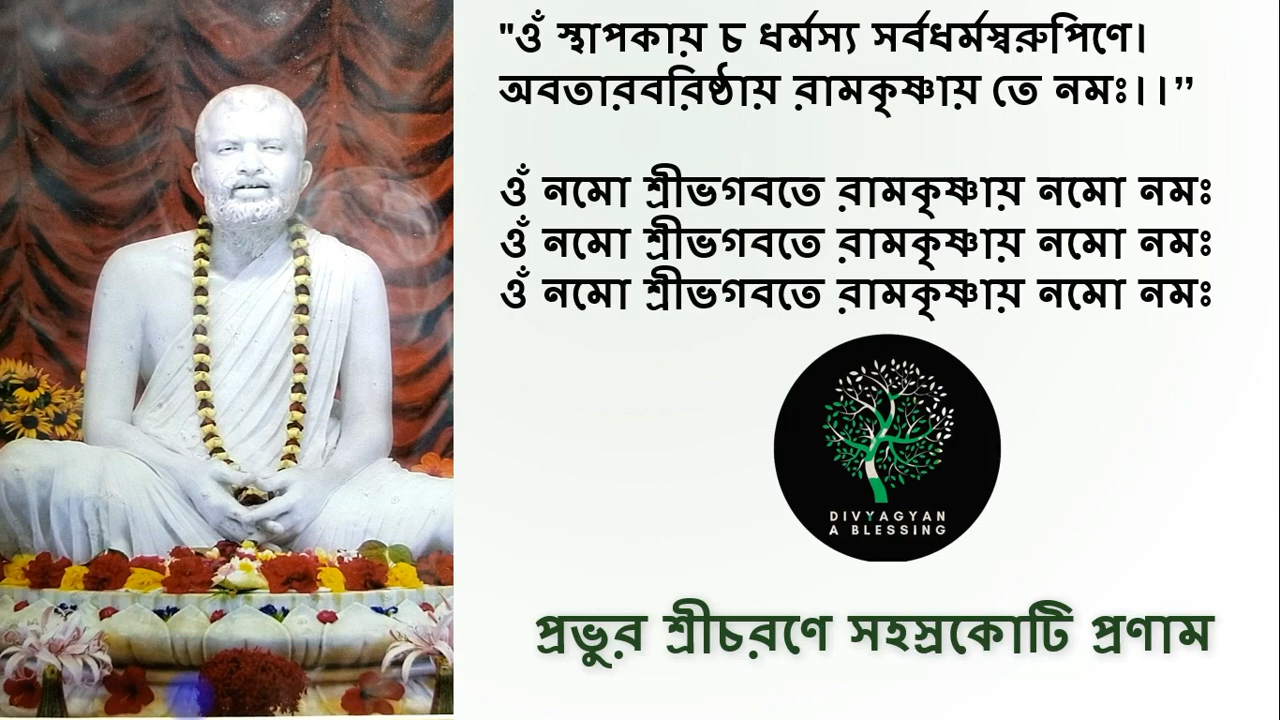 "ওঁ স্থাপকায় চ ধর্মস্য সর্বধর্মস্বরুপিণে।
অবতারবরিষ্ঠায় রামকৃষ্ণায় তে নমঃ।।”
ওঁ নমো শ্রীভগবতে রামকৃষ্ণায় নমো নমঃ
ওঁ নমো শ্রীভগবতে রামকৃষ্ণায় নমো নমঃ
ওঁ নমো শ্রীভগবতে রামকৃষ্ণায় নমো নমঃ
DIVYAGYAN
A BLESSING
প্রভুর শ্রীচরণে সহস্রকোটি প্রণাম